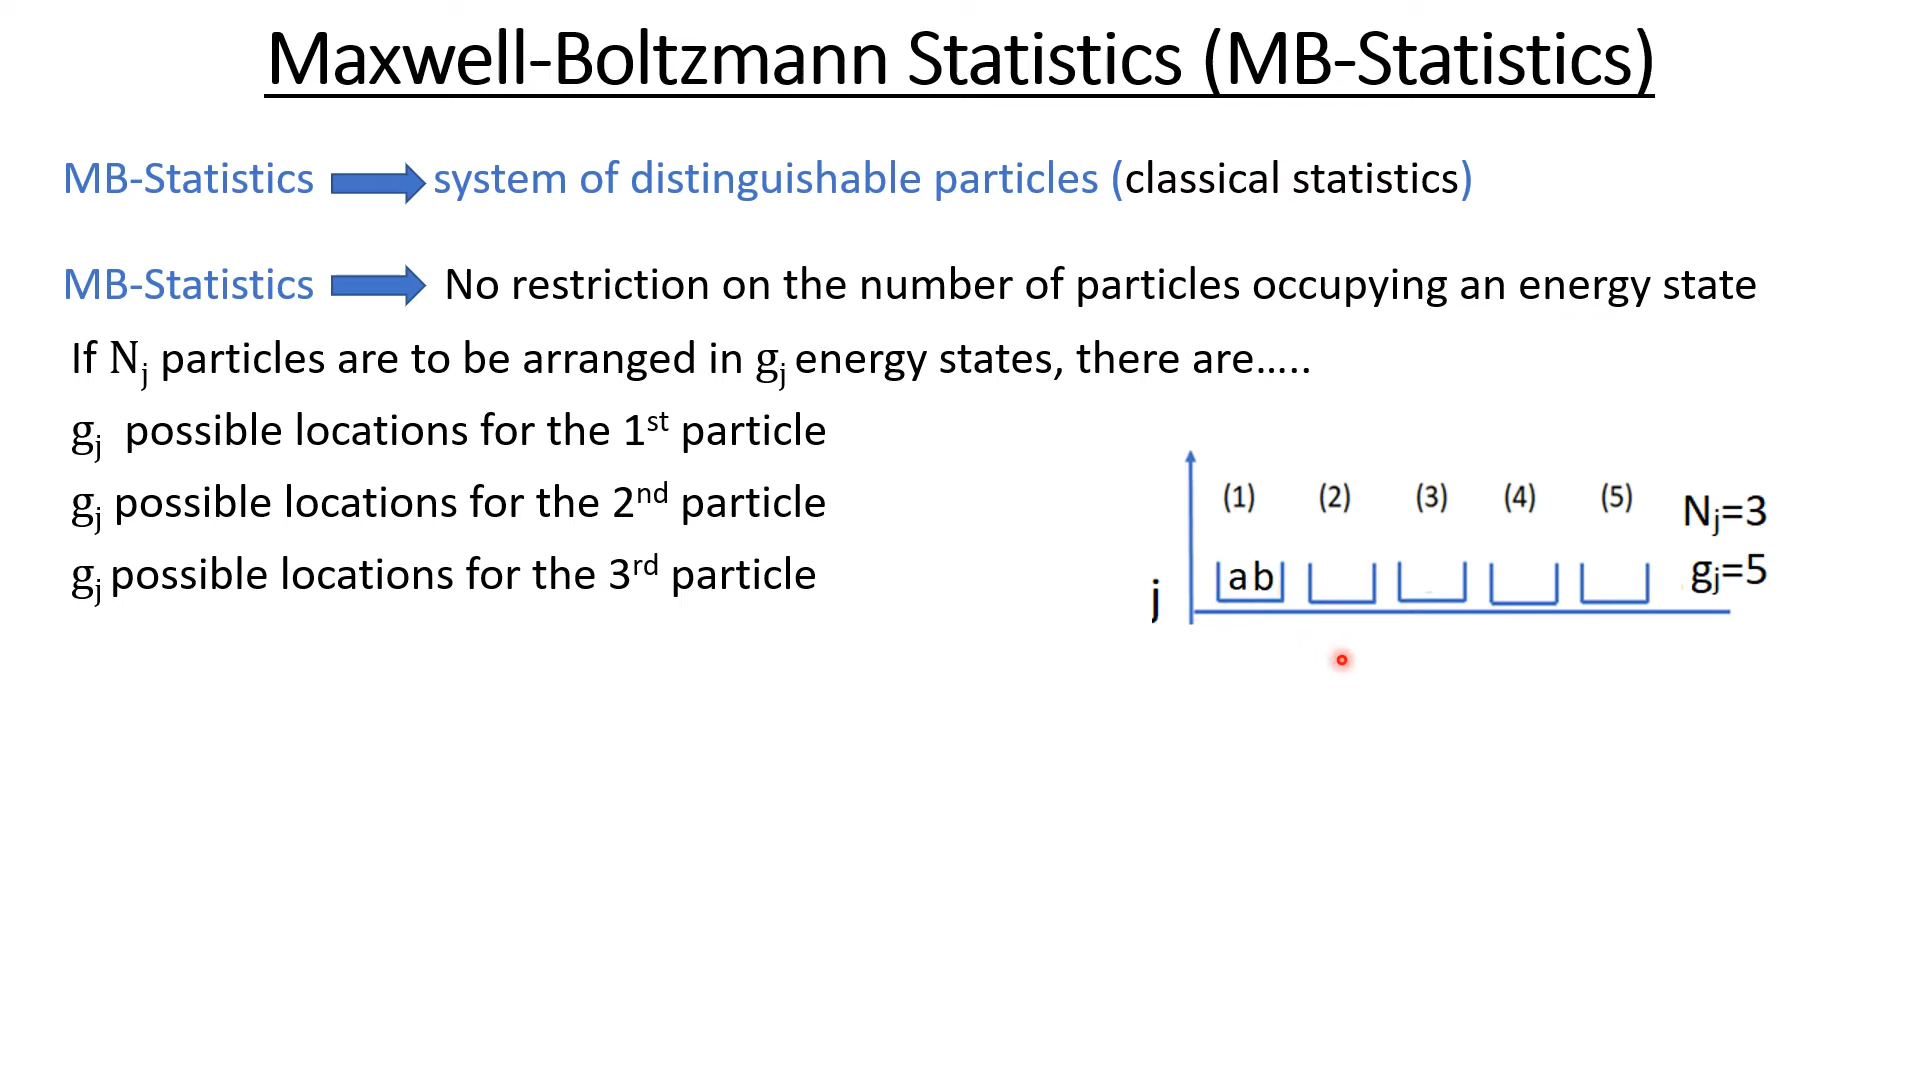 Maxwell-Boltzmann Statistics (MB-Statistics)
MB-Statistics system of distinguishable particles (classical statistics)
MB-Statistics No restriction on the number of particles occupying an energy state
If Nj particles are to be arranged in gj energy states, there are.....
gj possible locations for the 1st particle
gj possible locations for the 2nd particle
gj possible locations for the 3rd particle
(1) (2) (3) (4) (5)
Nj=3
ab
gj=5
j